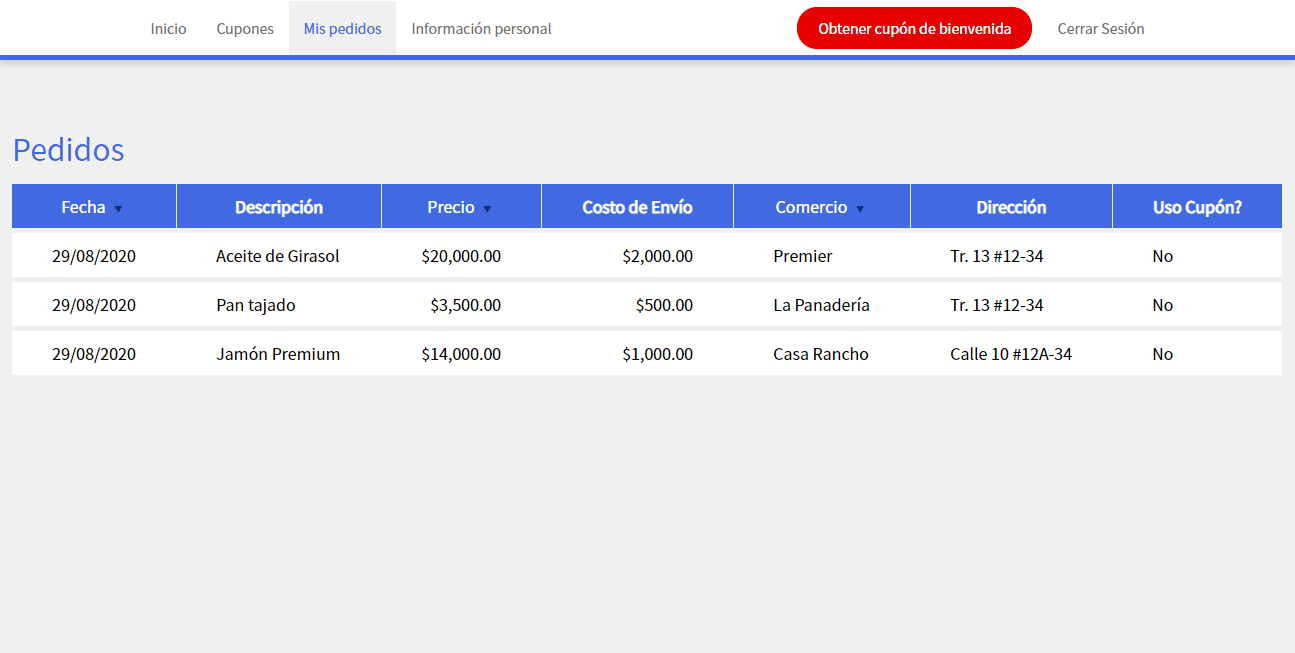 Inicio Cupones Mis pedidos Información personal Obtener cupón de bienvenida Cerrar Sesión
Pedidos
Fecha ▼ Descripción Precio ▼ Costo de Envío Comercio ▼ Dirección Uso Cupón?
29/08/2020 Aceite de Girasol $20,000.00 $2,000.00 Premier Tr. 13 #12-34 No
29/08/2020 Pan tajado $3,500.00 $500.00 La Panadería Tr. 13 #12-34 No
29/08/2020 Jamón Premium $14,000.00 $1,000.00 Casa Rancho Calle 10 #12A-34 No